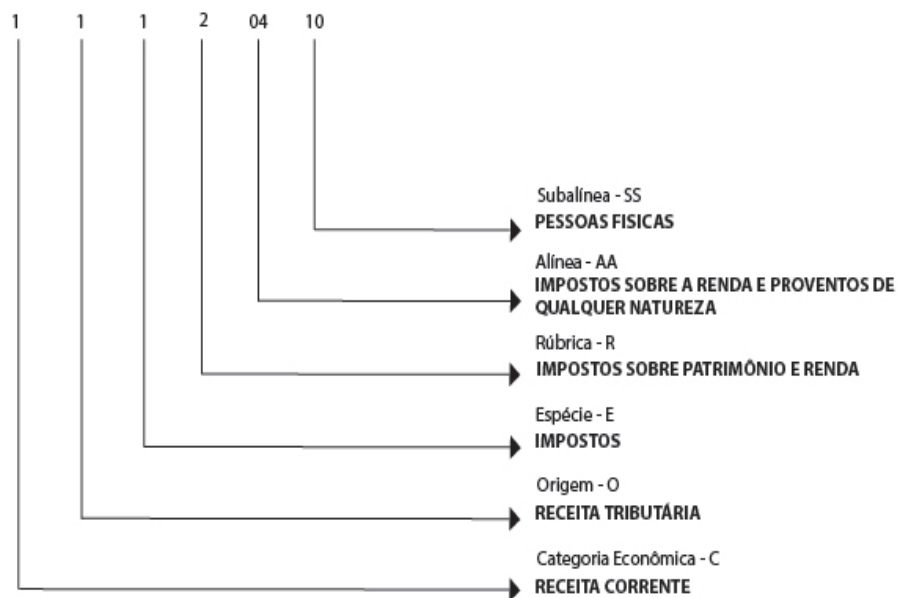 1 1 1 2 04 10
Subalínea - SS
PESSOAS FISICAS
Alínea - AA
IMPOSTOS SOBRE A RENDA E PROVENTOS DE
QUALQUER NATUREZA
Rúbrica - R
IMPOSTOS SOBRE PATRIMÔNIO E RENDA
Espécie - E
IMPOSTOS
Origem - O
RECEITA TRIBUTÁRIA
Categoria Econômica - C
RECEITA CORRENTE